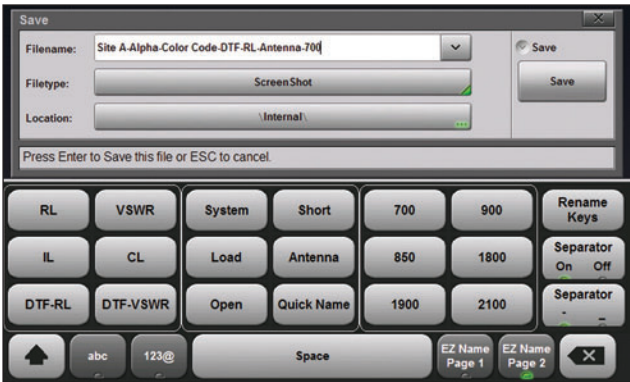 Save
Filename: Site A-Alpha-Color Code-DTF-RL-Antenna-700 Save
Filetype: ScreenShot Save
Location: \Internal\
Press Enter to Save this file or ESC to cancel.
RL VSWR System Short 700 900 Rename Keys
IL CL Load Antenna 850 1800 Separator On Off
DTF-RL DTF-VSWR Open Quick Name 1900 2100 Separator - _
abc 123@ Space EZ Name Page 1 EZ Name Page 2